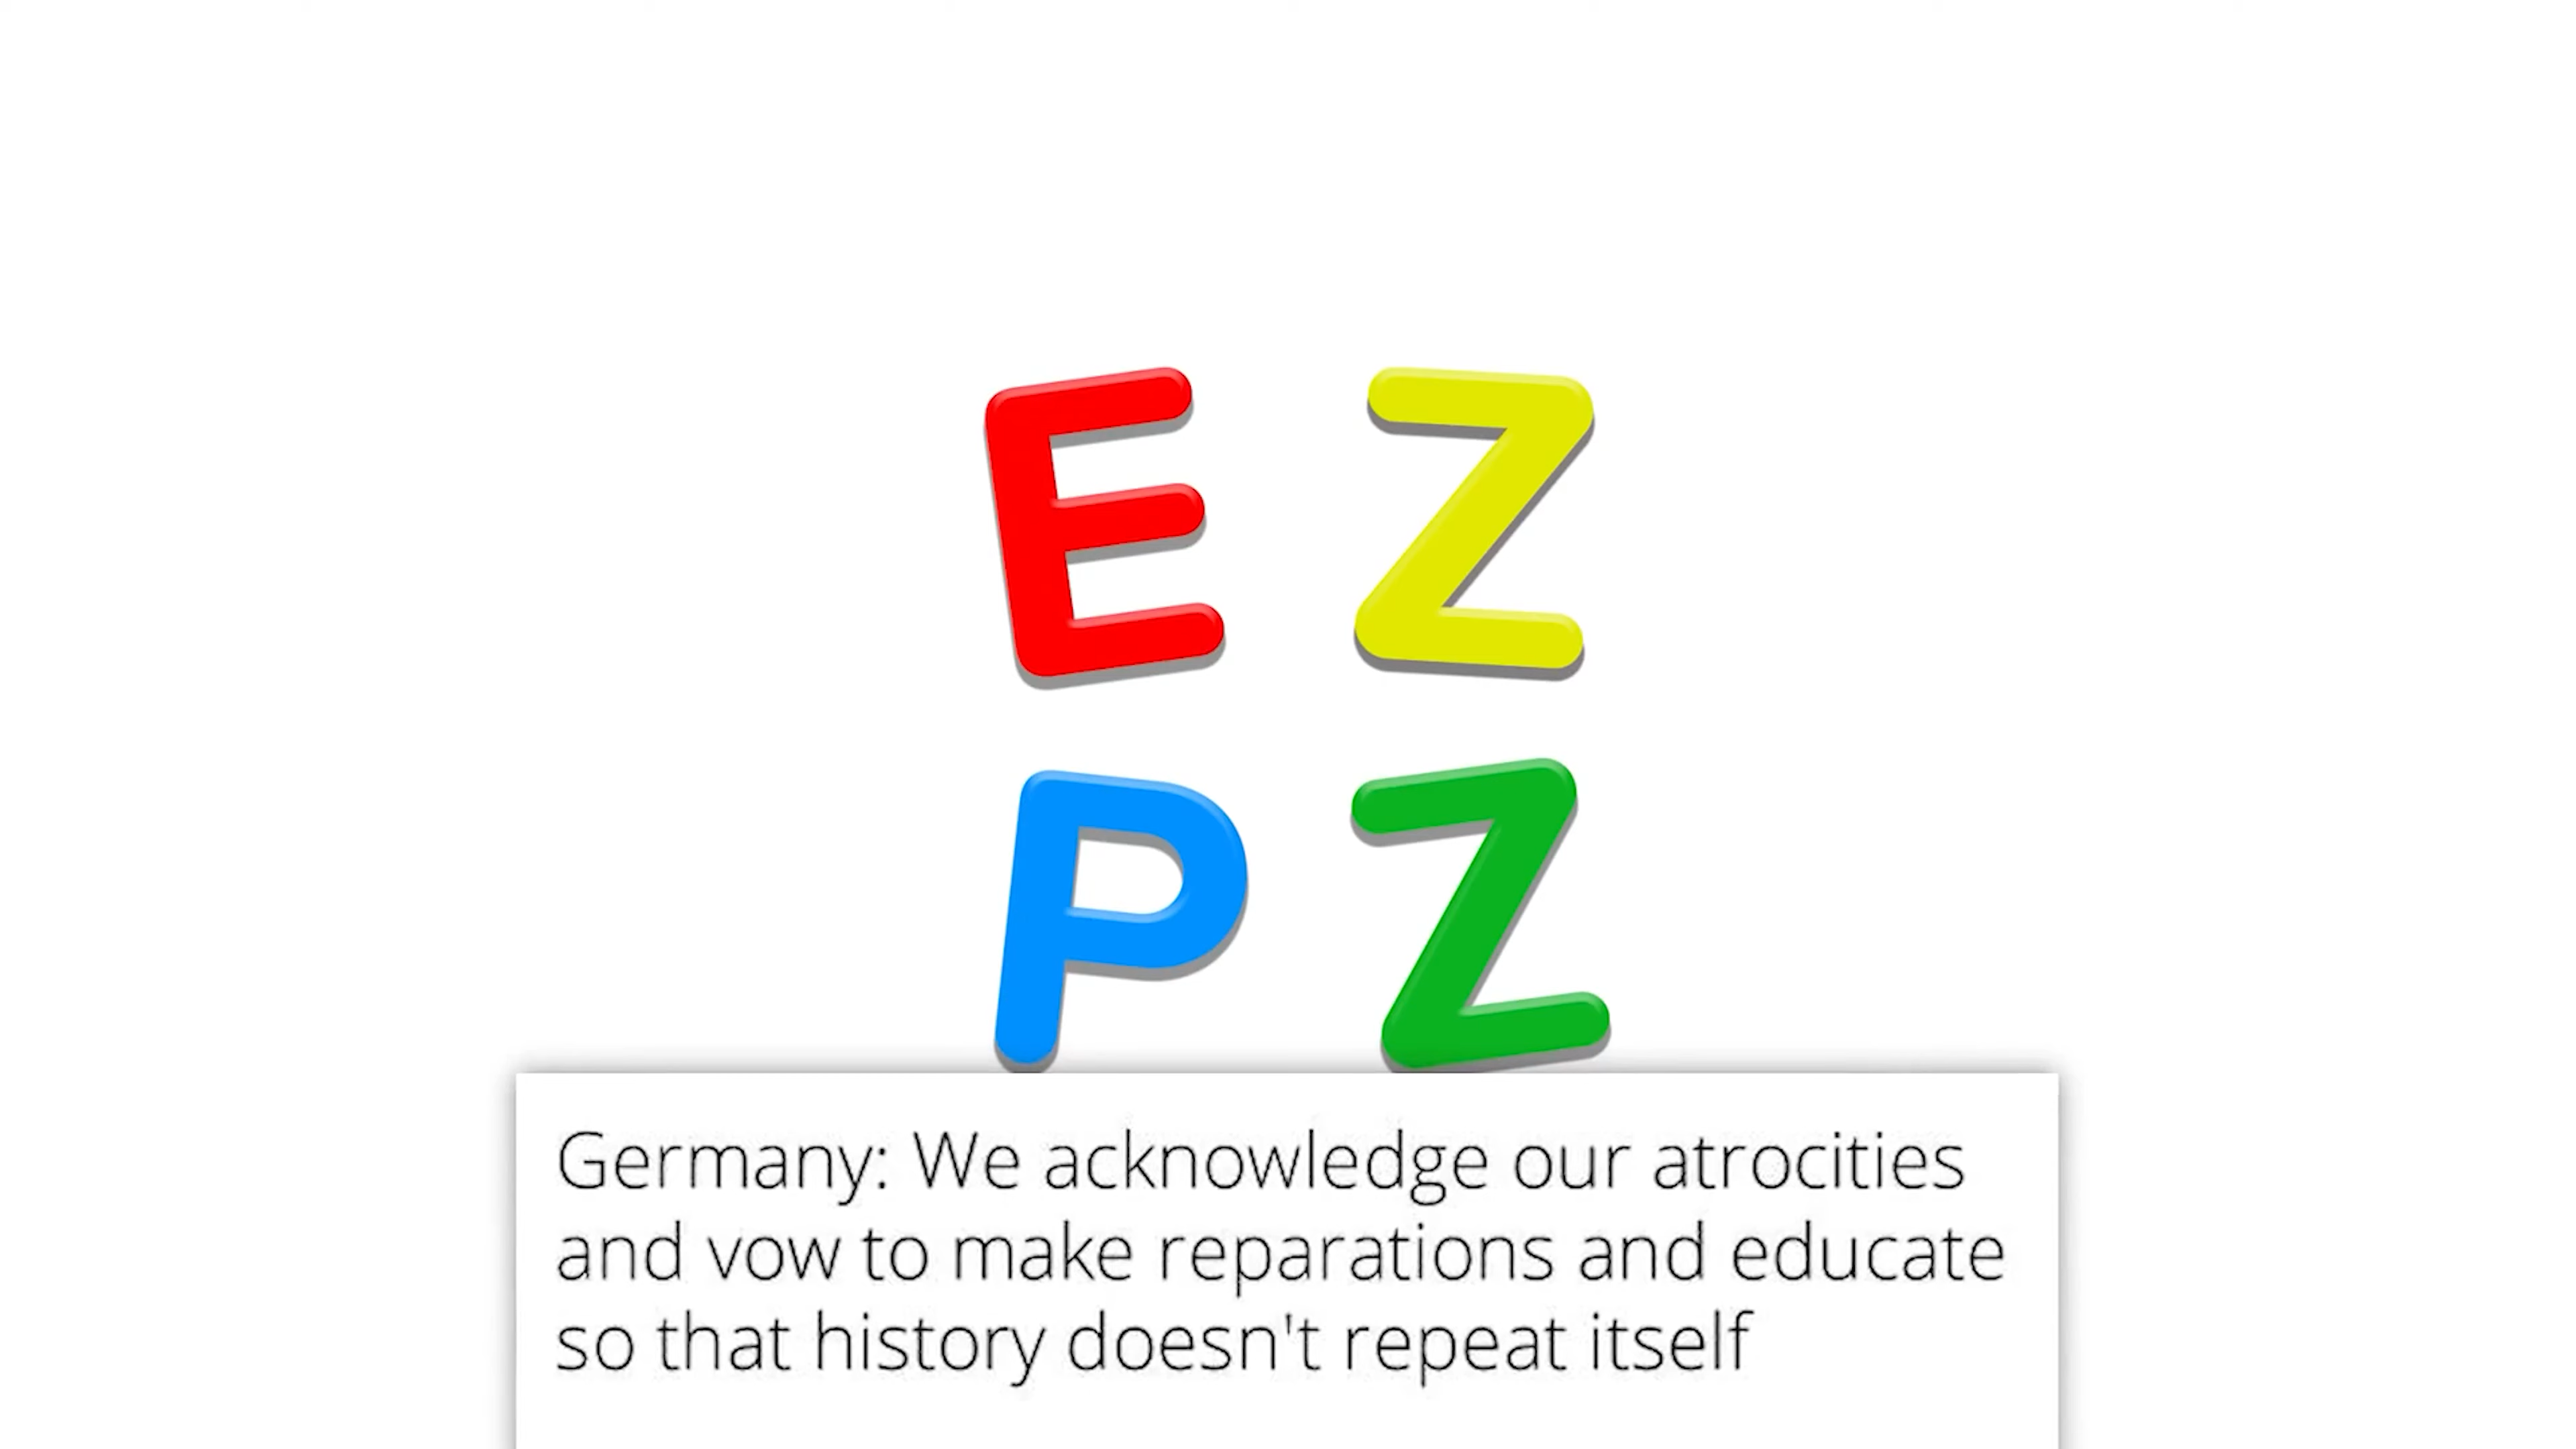 E Z
P Z
Germany: We acknowledge our atrocities
and vow to make reparations and educate
so that history doesn't repeat itself